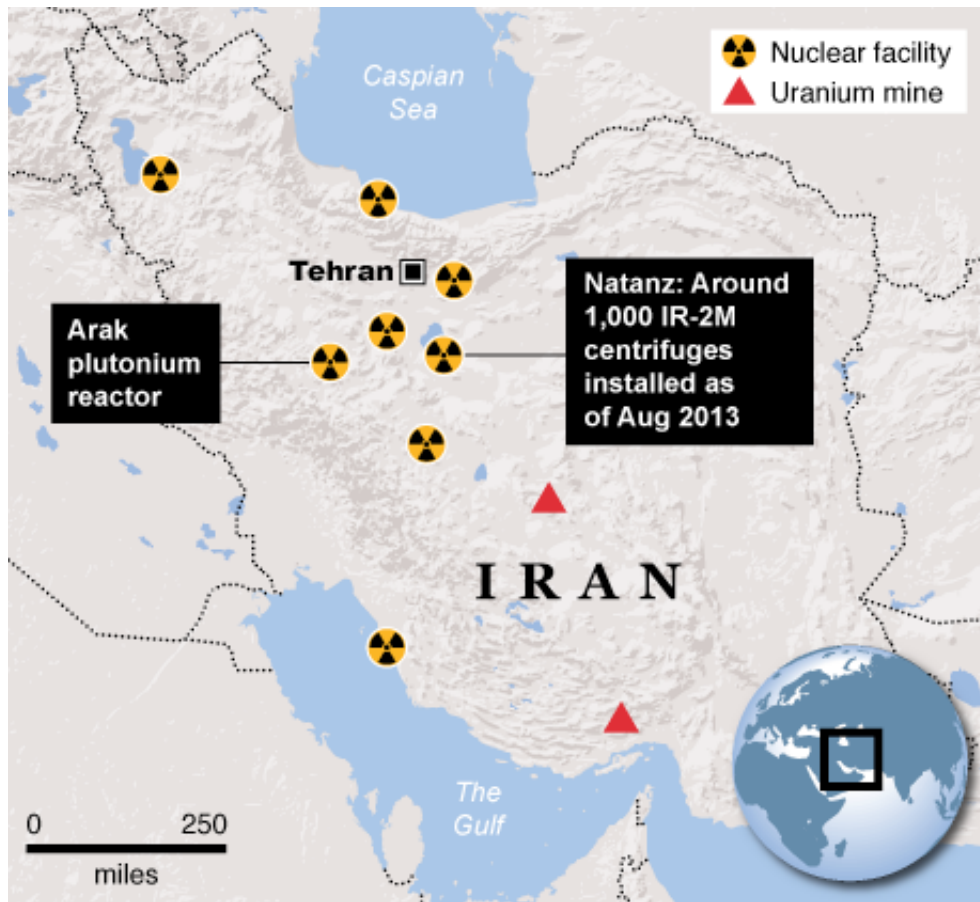 Caspian
Sea
Nuclear facility
Uranium mine
Tehran
Natanz: Around
1,000 IR-2M
centrifuges
installed as
of Aug 2013
Arak
plutonium
reactor
IRAN
The
Gulf
0 250
miles